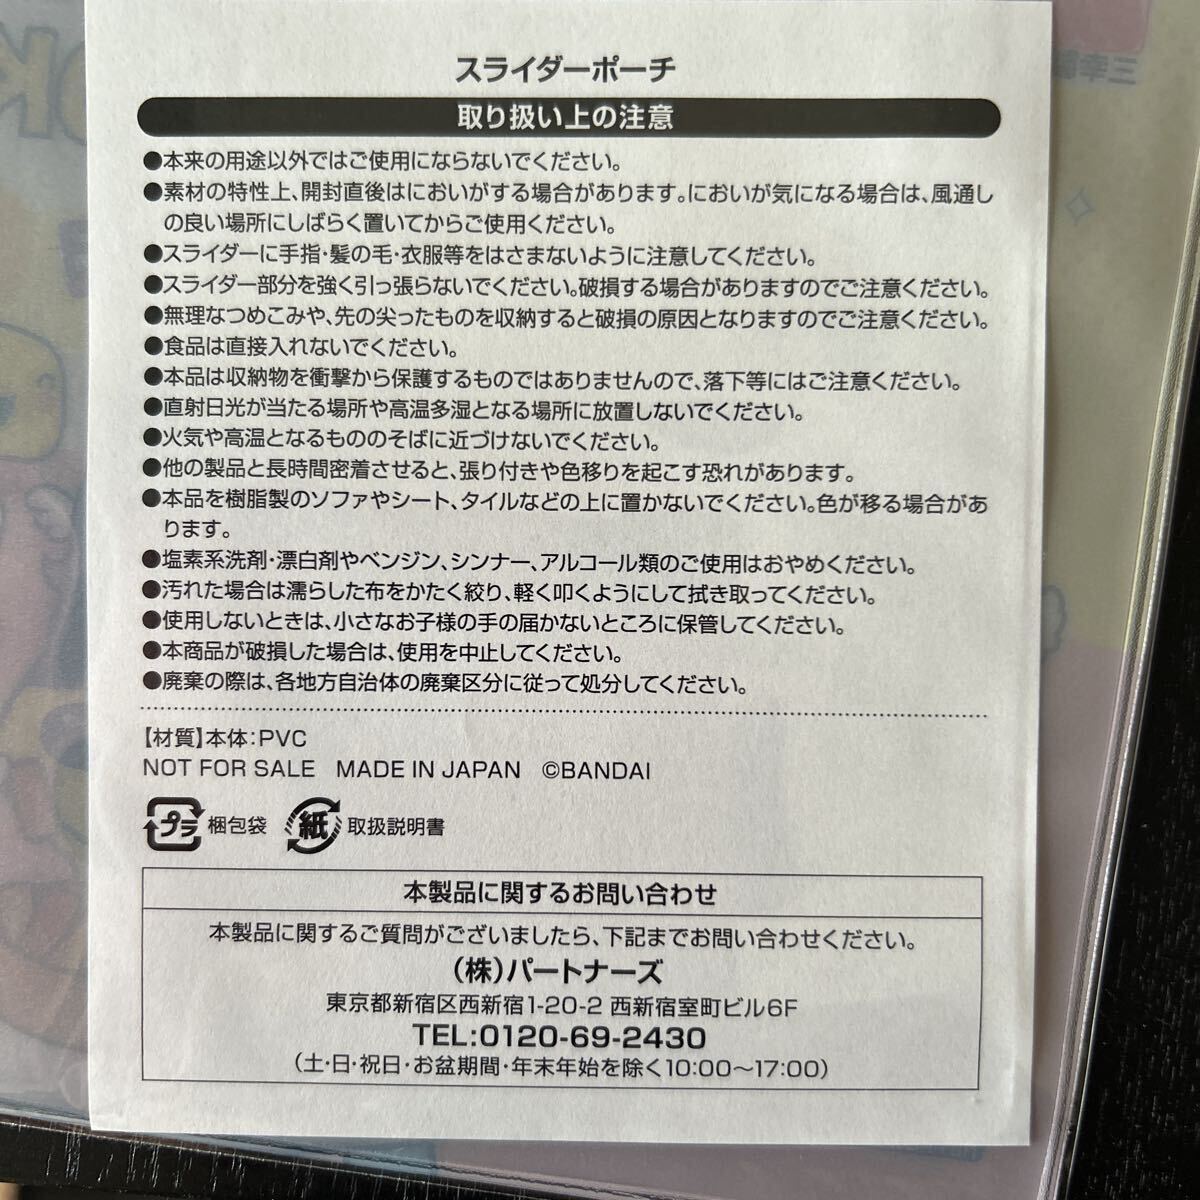 スライダーポーチ
取り扱い上の注意
●本来の用途以外ではご使用にならないでください。
●素材の特性上、開封直後はにおいがする場合があります。においが気になる場合は、風通し
の良い場所にしばらく置いてからご使用ください。
●スライダーに手指・髪の毛・衣服等をはさまないように注意してください。
●スライダー部分を強く引っ張らないでください。破損する場合がありますのでご注意ください。
●無理なつめこみや、先の尖ったものを収納すると破損の原因となりますのでご注意ください。
●食品は直接入れないでください。
●本品は収納物を衝撃から保護するものではありませんので、落下等にはご注意ください。
●直射日光が当たる場所や高温多湿となる場所に放置しないでください。
●火気や高温となるもののそばに近づけないでください。
●他の製品と長時間密着させると、張り付きや色移りを起こす恐れがあります。
●本品を樹脂製のソファやシート、タイルなどの上に置かないでください。色が移る場合があ
ります。
●塩素系洗剤・漂白剤やベンジン、シンナー、アルコール類のご使用はおやめください。
●汚れた場合は濡らした布をかたく絞り、軽く叩くようにして拭き取ってください。
●使用しないときは、小さなお子様の手の届かないところに保管してください。
●本商品が破損した場合は、使用を中止してください。
●廃棄の際は、各地方自治体の廃棄区分に従って処分してください。
【材質】本体：PVC
NOT FOR SALE MADE IN JAPAN ©BANDAI
プラ 梱包袋 紙 取扱説明書
本製品に関するお問い合わせ
本製品に関するご質問がございましたら、下記までお問い合わせください。
（株）パートナーズ
東京都新宿区西新宿1-20-2 西新宿室町ビル6F
TEL:0120-69-2430
（土・日・祝日・お盆期間・年末年始を除く10:00〜17:00）